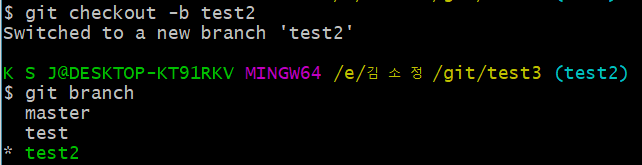 $ git checkout -b test2
Switched to a new branch 'test2'
K S J@DESKTOP-KT91RKV MINGW64 /e/김 소 정 /git/test3 (test2)
$ git branch
master
test
* test2